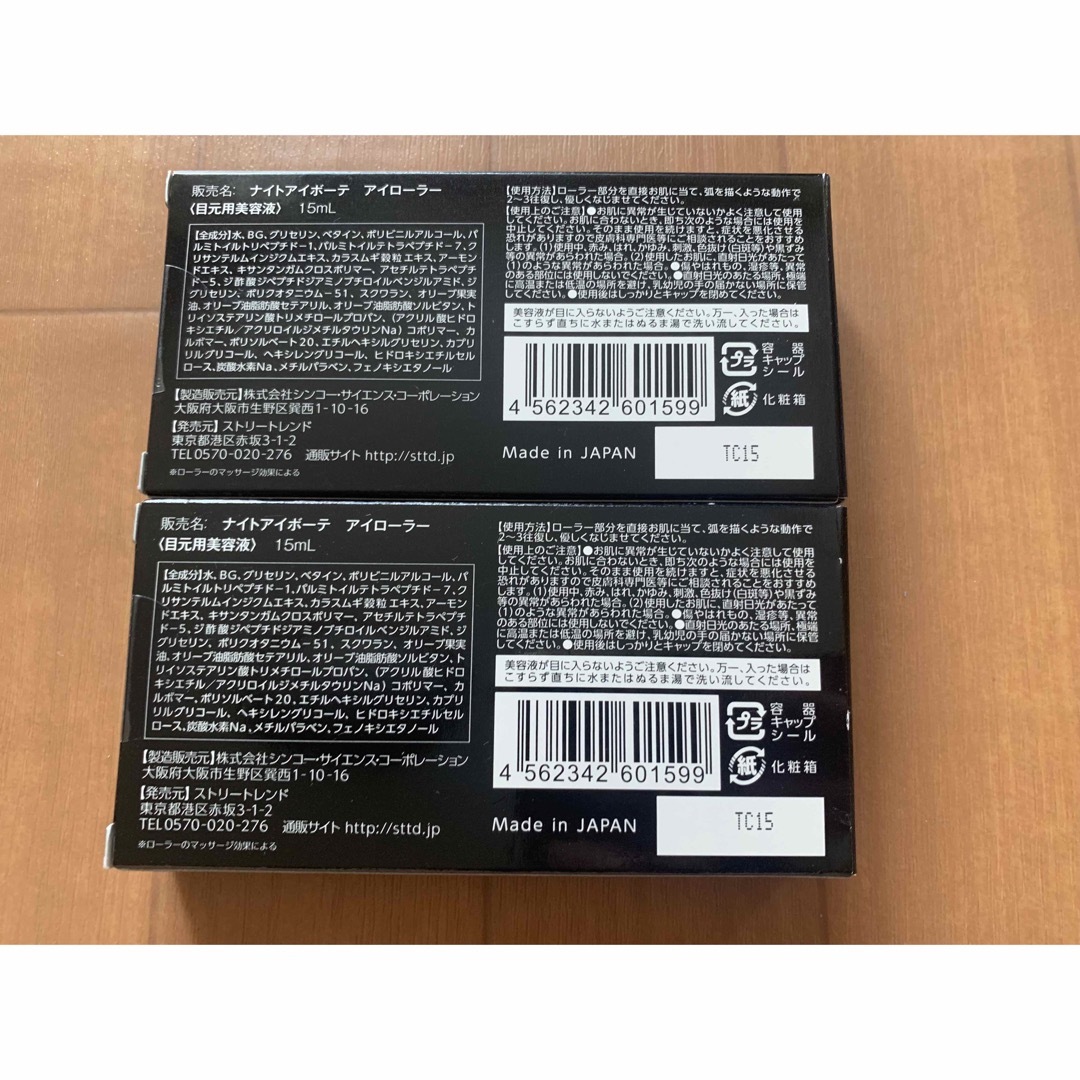 販売名: ナイトアイボーテ アイローラー
〈目元用美容液〉 15mL
【全成分】水、BG、グリセリン、ベタイン、ポリビニルアルコール、パ
ルミトイルトリペプチド-1、パルミトイルテトラペプチド-7、ク
リサンテルムインジクムエキス、カラスムギ穀粒エキス、アーモ
ンドエキス、キサンタンガムクロスポリマー、アセチルテトラペプチ
ド-5、ジ酢酸ジペプチドジアミノブチロイルベンジルアミド、ジ
グリセリン、ポリクオタニウム-51、スクワラン、オリーブ果実
油、オリーブ油脂肪酸セテアリル、オリーブ油脂肪酸ソルビタン、ト
リイソステアリン酸トリメチロールプロパン、(アクリル酸ヒドロ
キシエチル/アクリロイルジメチルタウリンNa)コポリマー、カ
ルボマー、ポリソルベート20、エチルヘキシルグリセリン、カプリ
リルグリコール、ヘキシレングリコール、ヒドロキシエチルセル
ロース、炭酸水素Na、メチルパラベン、フェノキシエタノール
【製造販売元】株式会社シンコー・サイエンス・コーポレーション
大阪府大阪市生野区巽西1-10-16
【発売元】ストリートレンド
東京都港区赤坂3-1-2
TEL0570-020-276 通販サイト http://sttd.jp
※ローラーのマッサージ効果による
【使用方法】ローラー部分を直接お肌に当て、弧を描くような動作で
2〜3往復し、優しくなじませてください。
【使用上のご注意】●お肌に異常が生じていないかよく注意して使用
してください。お肌に合わないとき、即ち次のような場合には使用を
中止してください。そのまま使用を続けますと、症状を悪化させる
恐れがありますので皮膚科専門医等にご相談されることをおすすめ
します。(1)使用中、赤み、はれ、かゆみ、刺激、色抜け(白斑等)や黒ずみ
等の異常があらわれた場合。(2)使用したお肌に、直射日光があたって
(1)のような異常があらわれた場合。●傷やはれもの、湿疹等、異常
のある部位には使用しないでください。●直射日光のあたる場所、極端
に高温または低温の場所を避け、乳幼児の手の届かない場所に保管
してください。●使用後はしっかりとキャップを閉めてください。
美容液が目に入らないようご注意ください。万一、入った場合は
こすらず直ちに水またはぬるま湯で洗い流してください。
4 562342 601599
プラ
容器
キャップ
シール
紙 化粧箱
Made in JAPAN
TC15
販売名: ナイトアイボーテ アイローラー
〈目元用美容液〉 15mL
【全成分】水、BG、グリセリン、ベタイン、ポリビニルアルコール、パ
ルミトイルトリペプチド-1、パルミトイルテトラペプチド-7、ク
リサンテルムインジクムエキス、カラスムギ穀粒エキス、アーモ
ンドエキス、キサンタンガムクロスポリマー、アセチルテトラペプチ
ド-5、ジ酢酸ジペプチドジアミノブチロイルベンジルアミド、ジ
グリセリン、ポリクオタニウム-51、スクワラン、オリーブ果実
油、オリーブ油脂肪酸セテアリル、オリーブ油脂肪酸ソルビタン、ト
リイソステアリン酸トリメチロールプロパン、(アクリル酸ヒド
ロキシエチル/アクリロイルジメチルタウリンNa)コポリマー、カ
ルボマー、ポリソルベート20、エチルヘキシルグリセリン、カプリ
リルグリコール、ヘキシレングリコール、ヒドロキシエチルセル
ロース、炭酸水素Na、メチルパラベン、フェノキシエタノール
【製造販売元】株式会社シンコー・サイエンス・コーポレーション
大阪府大阪市生野区巽西1-10-16
【発売元】ストリートレンド
東京都港区赤坂3-1-2
TEL0570-020-276 通販サイト http://sttd.jp
※ローラーのマッサージ効果による
【使用方法】ローラー部分を直接お肌に当て、弧を描くような動作で
2〜3往復し、優しくなじませてください。
【使用上のご注意】●お肌に異常が生じていないかよく注意して使用
してください。お肌に合わないとき、即ち次のような場合には使用を
中止してください。そのまま使用を続けますと、症状を悪化させる
恐れがありますので皮膚科専門医等にご相談されることをおすすめ
します。(1)使用中、赤み、はれ、かゆみ、刺激、色抜け(白斑等)や黒ずみ
等の異常があらわれた場合。(2)使用したお肌に、直射日光があたって
(1)のような異常があらわれた場合。●傷やはれもの、湿疹等、異常
のある部位には使用しないでください。●直射日光のあたる場所、極端
に高温または低温の場所を避け、乳幼児の手の届かない場所に保管
してください。●使用後はしっかりとキャップを閉めてください。
美容液が目に入らないようご注意ください。万一、入った場合は
こすらず直ちに水またはぬるま湯で洗い流してください。
4 562342 601599
プラ
容器
キャップ
シール
紙 化粧箱
Made in JAPAN
TC15